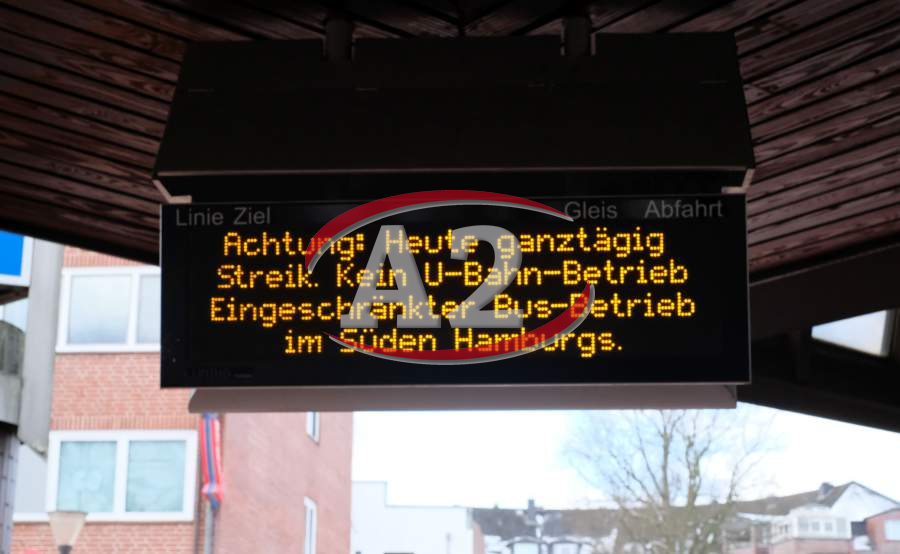 Linie Ziel Gleis Abfahrt
Achtung: Heute ganztägig
Streik. Kein U-Bahn-Betrieb
Eingeschränkter Bus-Betrieb
im Süden Hamburgs.
A2